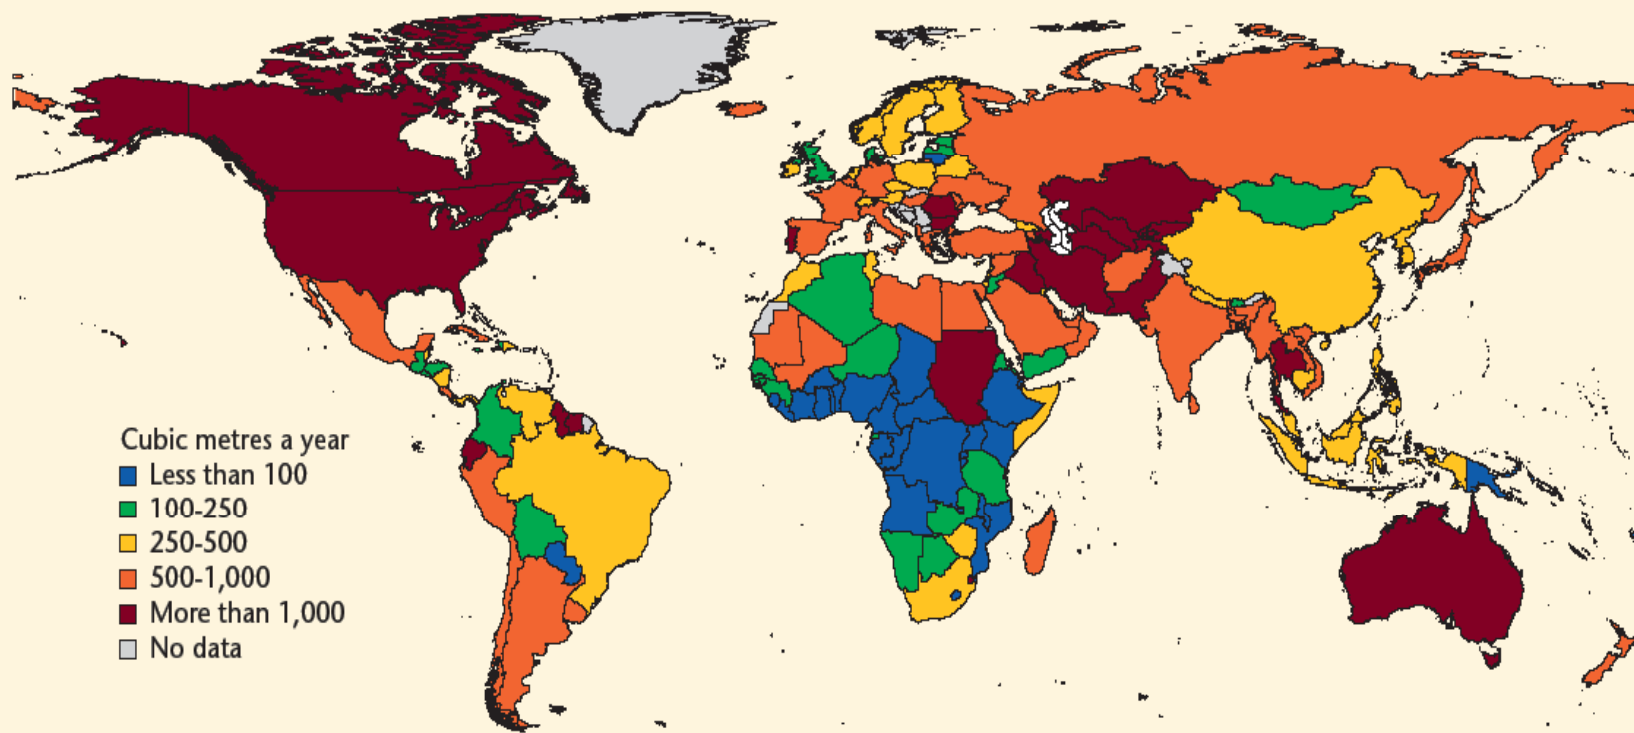 Cubic metres a year
Less than 100
100-250
250-500
500-1,000
More than 1,000
No data